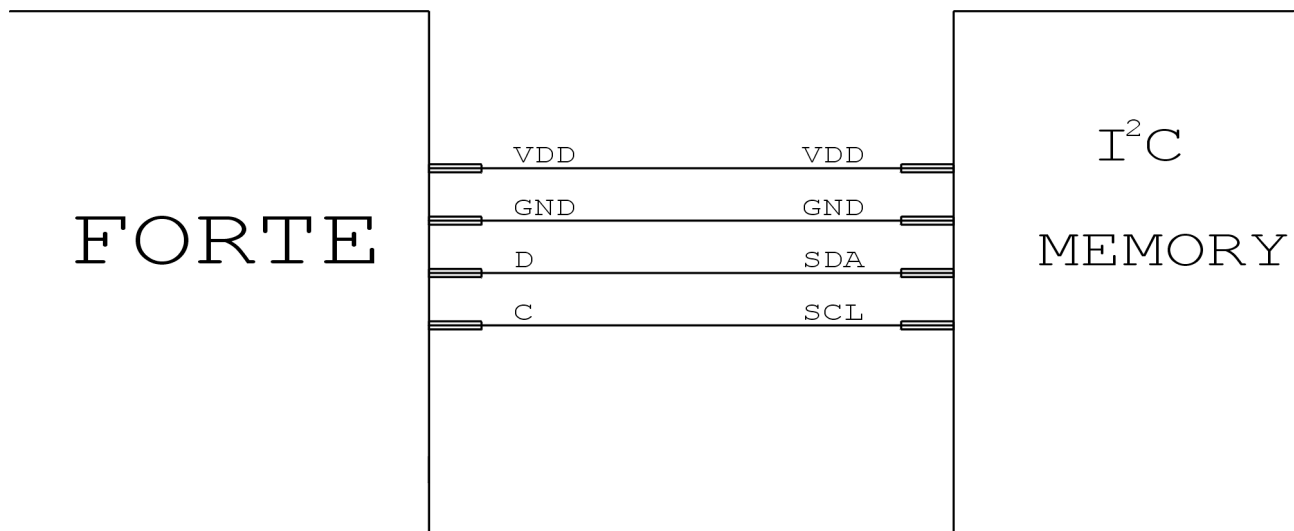 FORTE
VDD VDD
GND GND
D SDA
C SCL
I²C
MEMORY